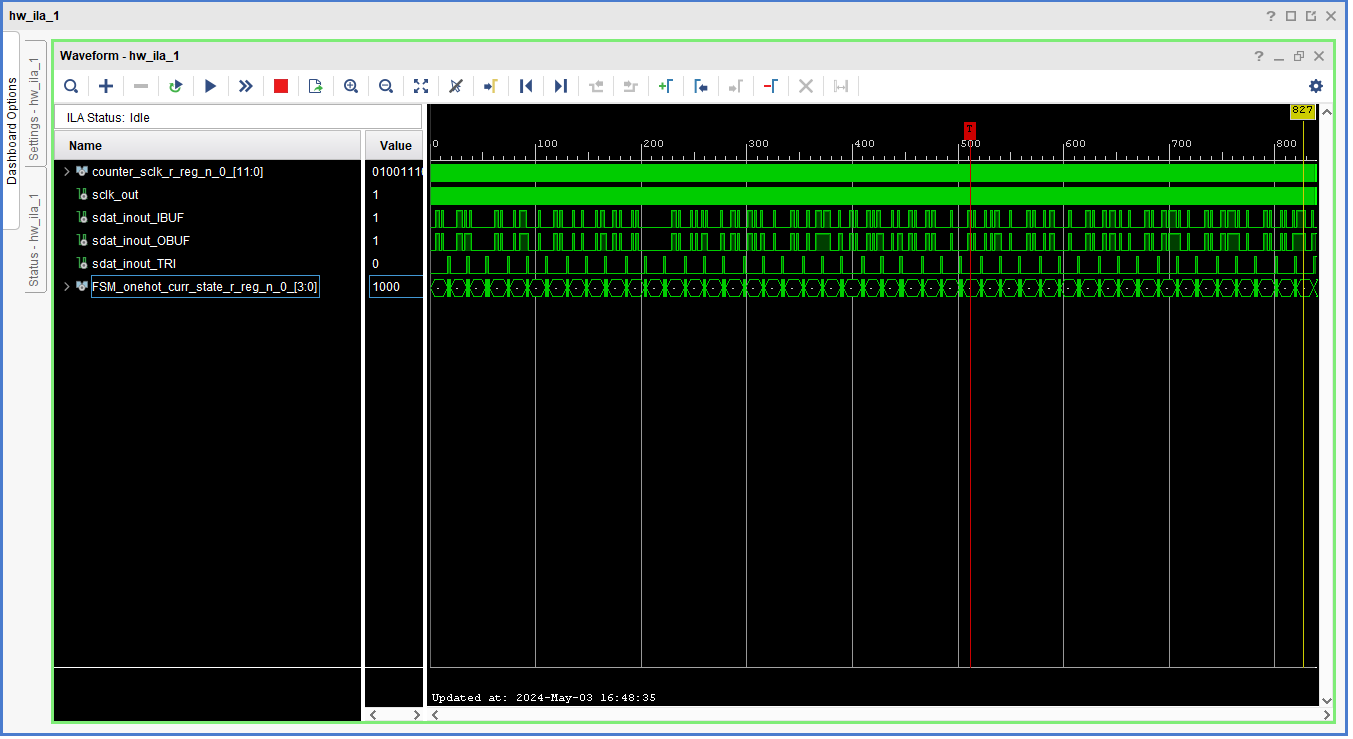 hw_ila_1
Dashboard Options
Settings - hw_ila_1
Status - hw_ila_1
Waveform - hw_ila_1
ILA Status: Idle
Name Value
827
T
0 100 200 300 400 500 600 700 800
counter_sclk_r_reg_n_0_[11:0] 0100111
sclk_out 1
sdat_inout_IBUF 1
sdat_inout_OBUF 1
sdat_inout_TRI 0
FSM_onehot_curr_state_r_reg_n_0_[3:0] 1000
Updated at: 2024-May-03 16:48:35